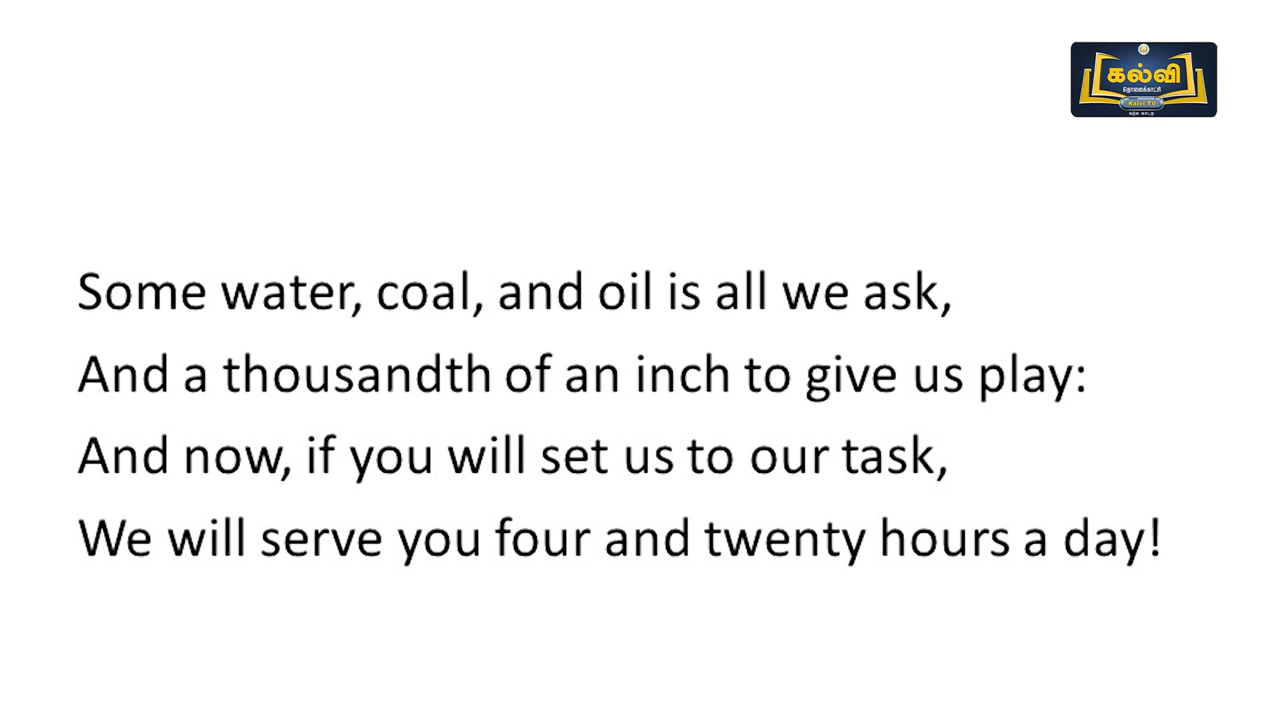 கல்வி
தொலைக்காட்சி
Kalvi TV
Some water, coal, and oil is all we ask,
And a thousandth of an inch to give us play:
And now, if you will set us to our task,
We will serve you four and twenty hours a day!